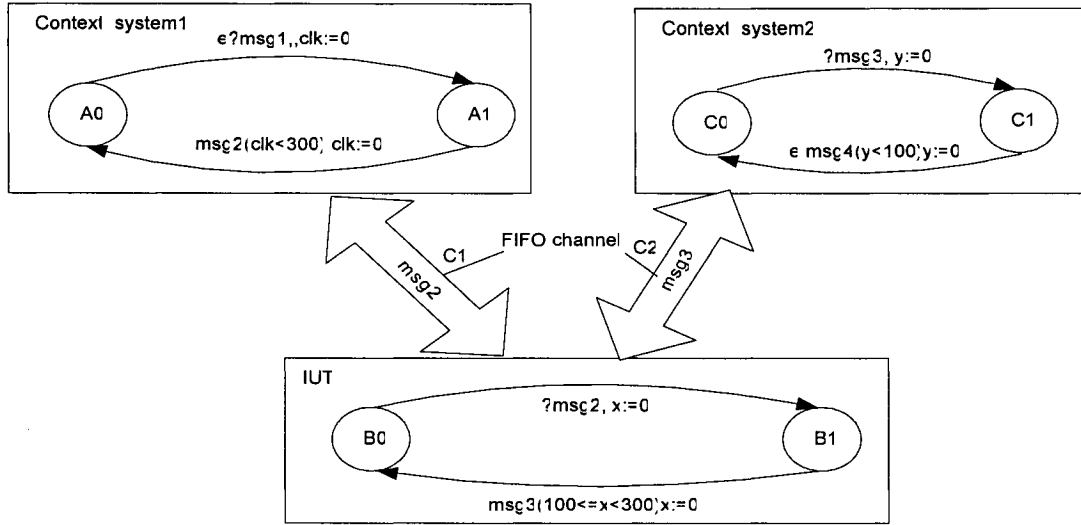 Context system1
e?msg1,,clk:=0
A0
A1
msg2(clk<300) clk:=0
Context system2
?msg3, y:=0
C0
C1
e msg4(y<100)y:=0
FIFO channel
C1
C2
msg2
msg3
IUT
?msg2, x:=0
B0
B1
msg3(100<=x<300)x:=0